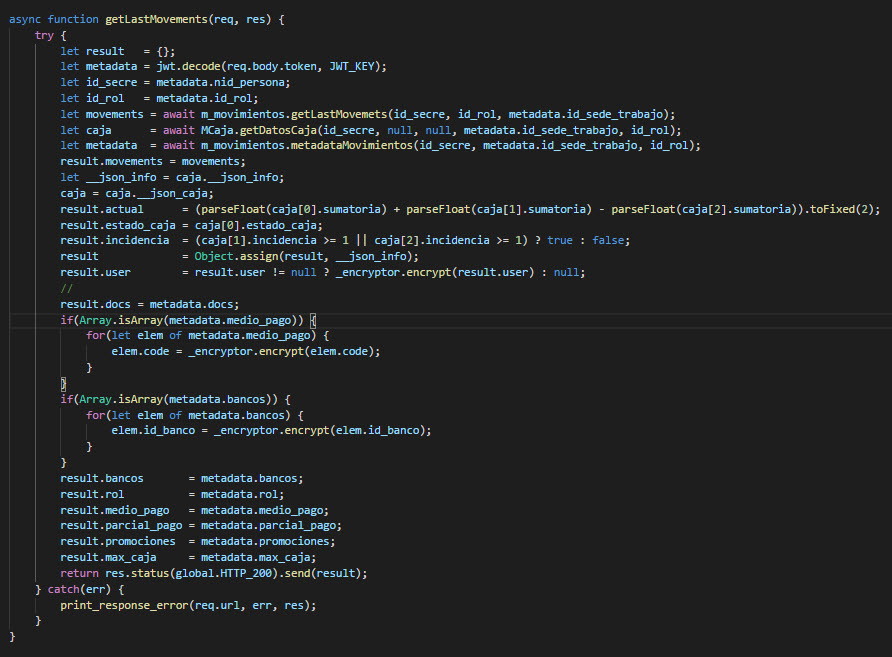 async function getLastMovements(req, res) {
    try {
        let result   = {};
        let metadata = jwt.decode(req.body.token, JWT_KEY);
        let id_secre = metadata.nid_persona;
        let id_rol   = metadata.id_rol;
        let movements = await m_movimientos.getLastMovemets(id_secre, id_rol, metadata.id_sede_trabajo);
        let caja      = await MCaja.getDatosCaja(id_secre, null, null, metadata.id_sede_trabajo, id_rol);
        let metadata  = await m_movimientos.metadataMovimientos(id_secre, metadata.id_sede_trabajo, id_rol);
        result.movements = movements;
        let __json_info = caja.__json_info;
        caja = caja.__json_caja;
        result.actual      = (parseFloat(caja[0].sumatoria) + parseFloat(caja[1].sumatoria) - parseFloat(caja[2].sumatoria)).toFixed(2);
        result.estado_caja = caja[0].estado_caja;
        result.incidencia  = (caja[1].incidencia >= 1 || caja[2].incidencia >= 1) ? true : false;
        result             = Object.assign(result, __json_info);
        result.user        = result.user != null ? _encryptor.encrypt(result.user) : null;
        //
        result.docs = metadata.docs;
        if(Array.isArray(metadata.medio_pago)) {
            for(let elem of metadata.medio_pago) {
                elem.code = _encryptor.encrypt(elem.code);
            }
        }
        if(Array.isArray(metadata.bancos)) {
            for(let elem of metadata.bancos) {
                elem.id_banco = _encryptor.encrypt(elem.id_banco);
            }
        }
        result.bancos       = metadata.bancos;
        result.rol          = metadata.rol;
        result.medio_pago   = metadata.medio_pago;
        result.parcial_pago = metadata.parcial_pago;
        result.promociones  = metadata.promociones;
        result.max_caja     = metadata.max_caja;
        return res.status(global.HTTP_200).send(result);
    } catch(err) {
        print_response_error(req.url, err, res);
    }
}